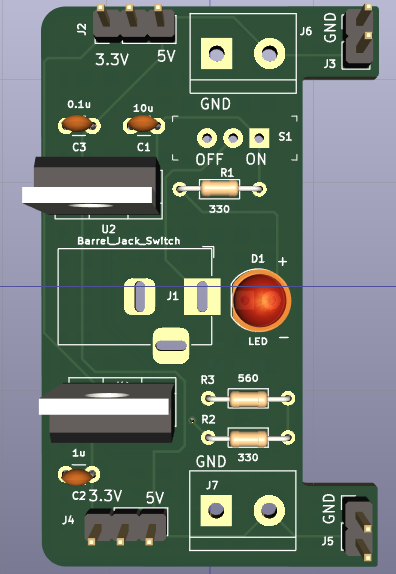 J2
3.3V 5V
GND
J6
GND
J3
0.1u 10u
C3 C1
S1
OFF ON
R1
330
U2
Barrel_Jack_Switch
J1
D1 +
LED
−
R3 560
R2
330
GND
1u
C2 3.3V 5V
J4
J7
GND
J5